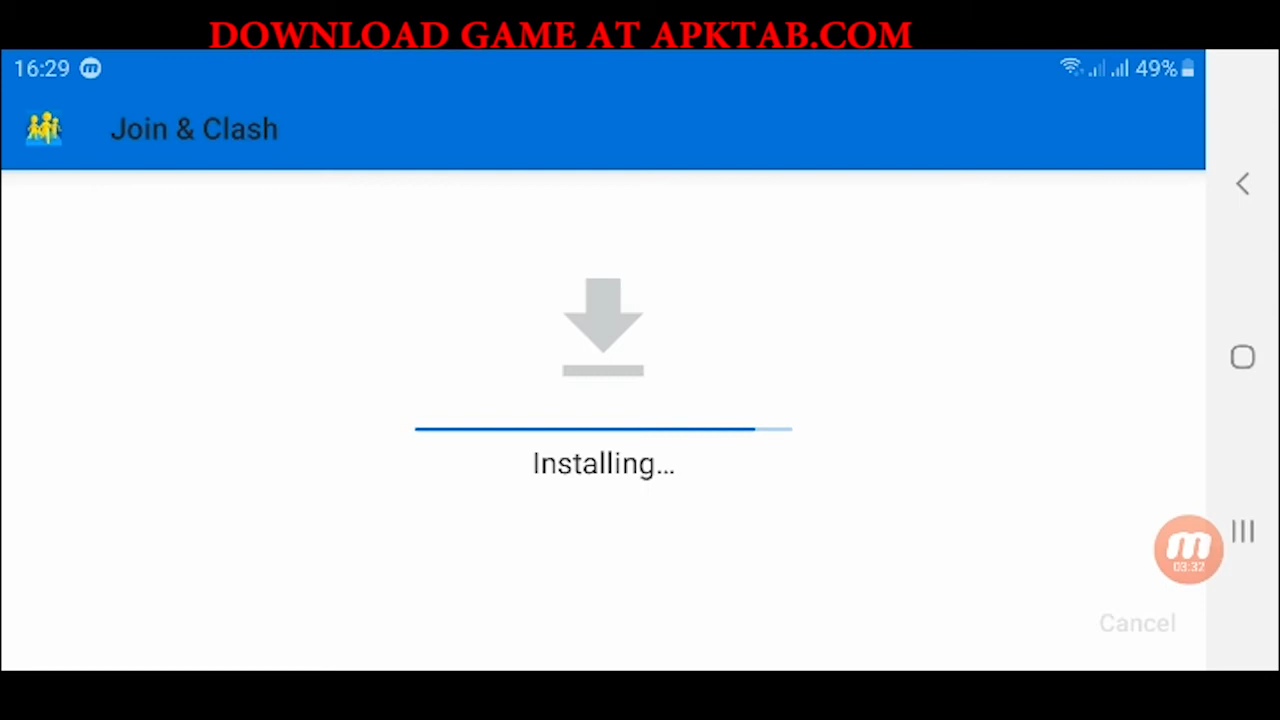 DOWNLOAD GAME AT APKTAB.COM
16:29 m 49%
Join & Clash
Installing...
m
03:32
Cancel